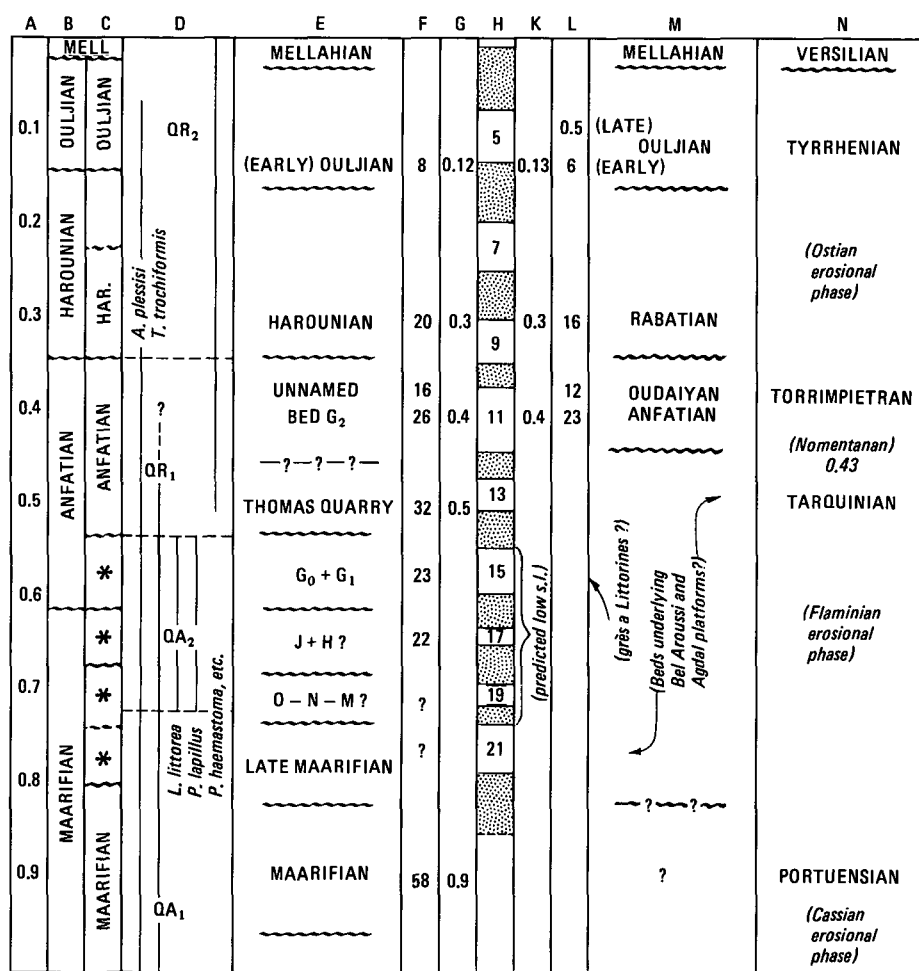 A B C D E F G H K L M N
MELL MELLAHIAN MELLAHIAN VERSILIAN
0.1 OULJIAN OULJIAN QR₂ 5 0.5 (LATE)
OULJIAN TYRRHENIAN
(EARLY) OULJIAN 8 0.12 0.13 6 (EARLY)
0.2 7
HAROUNIAN HAR. A. plessisi
T. trochiformis
(Ostian
erosional
phase)
0.3 HAROUNIAN 20 0.3 9 0.3 16 RABATIAN
UNNAMED 16 12 OUDAIYAN TORRIMPIETRAN
0.4 ? BED G₂ 26 0.4 11 0.4 23 ANFATIAN
ANFATIAN ANFATIAN (Nomentanan)
QR₁ — ? — ? — ? — 0.43
0.5 THOMAS QUARRY 32 0.5 13 TARQUINIAN
0.6 * G₀ + G₁ 23 15
(predicted low s.l.)
(grès a Littorines ?)
(Beds underlying
Bel Aroussi and
Agdal platforms?)
(Flaminian
erosional
phase)
* QA₂ J + H ? 22 17
0.7 * O – N – M ? ? 19
L. littorea
P. lapillus
P. haemastoma, etc.
* LATE MAARIFIAN ? 21
0.8 MAARIFIAN ? ?
0.9 MAARIFIAN MAARIFIAN 58 0.9 ? PORTUENSIAN
QA₁ (Cassian
erosional
phase)